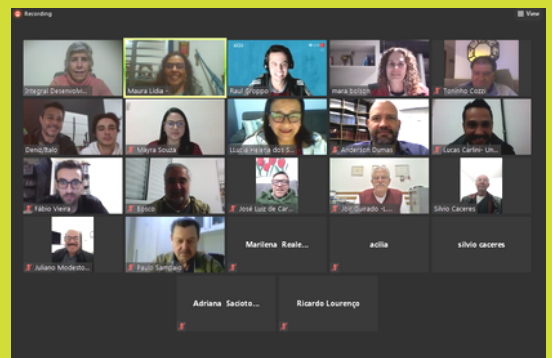 Recording
View
Integral Desenvolvi...
Maura Lidia -
Raul Groppo
mara bolson
Toninho Cozzi
Deniz/Italo
Mayra Souza
Anderson Dumas
Lucas Carlini- Un...
Fábio Vieira
Bosco
José Luiz de Car...
Silvio Caceres
Juliano Modesto...
Paulo Sampaio
Marilena Reale...
acilia
silvio caceres
Adriana Sacioto...
Ricardo Lourenço